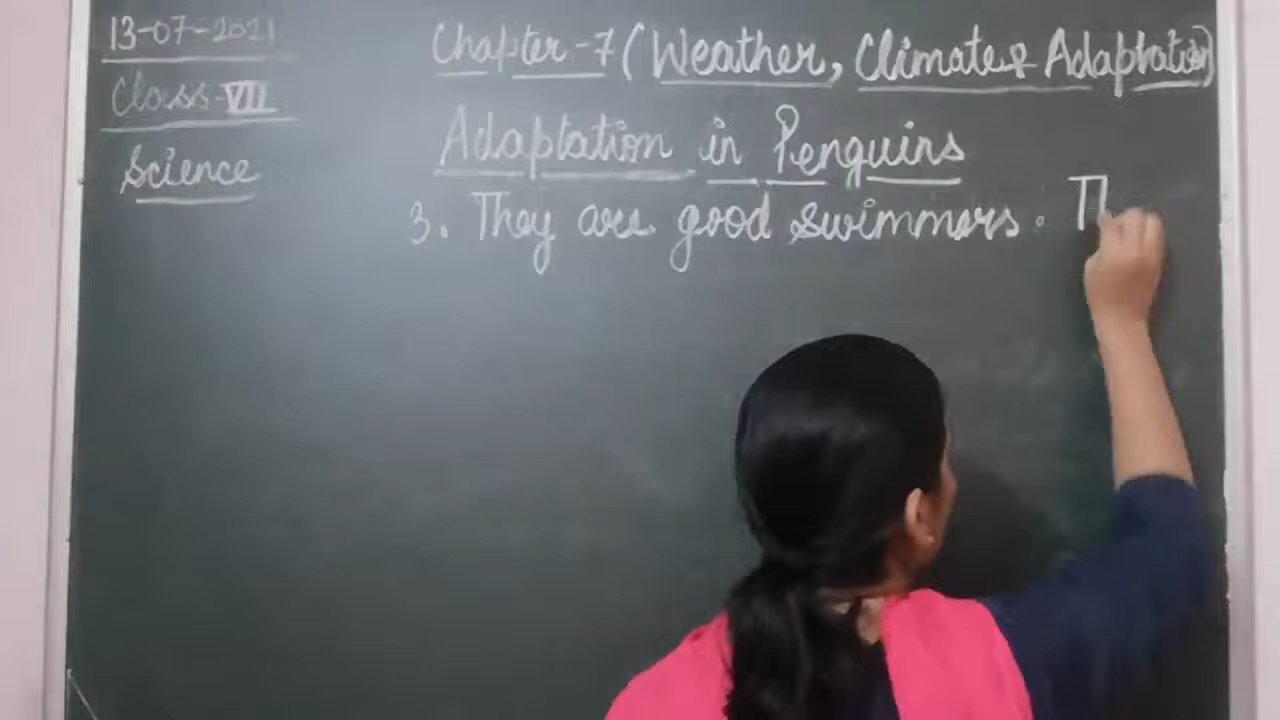 13-07-2021
Class-VII
Science
Chapter-7 (Weather, Climate & Adaptation)
Adaptation in Penguins
3. They are good swimmers.